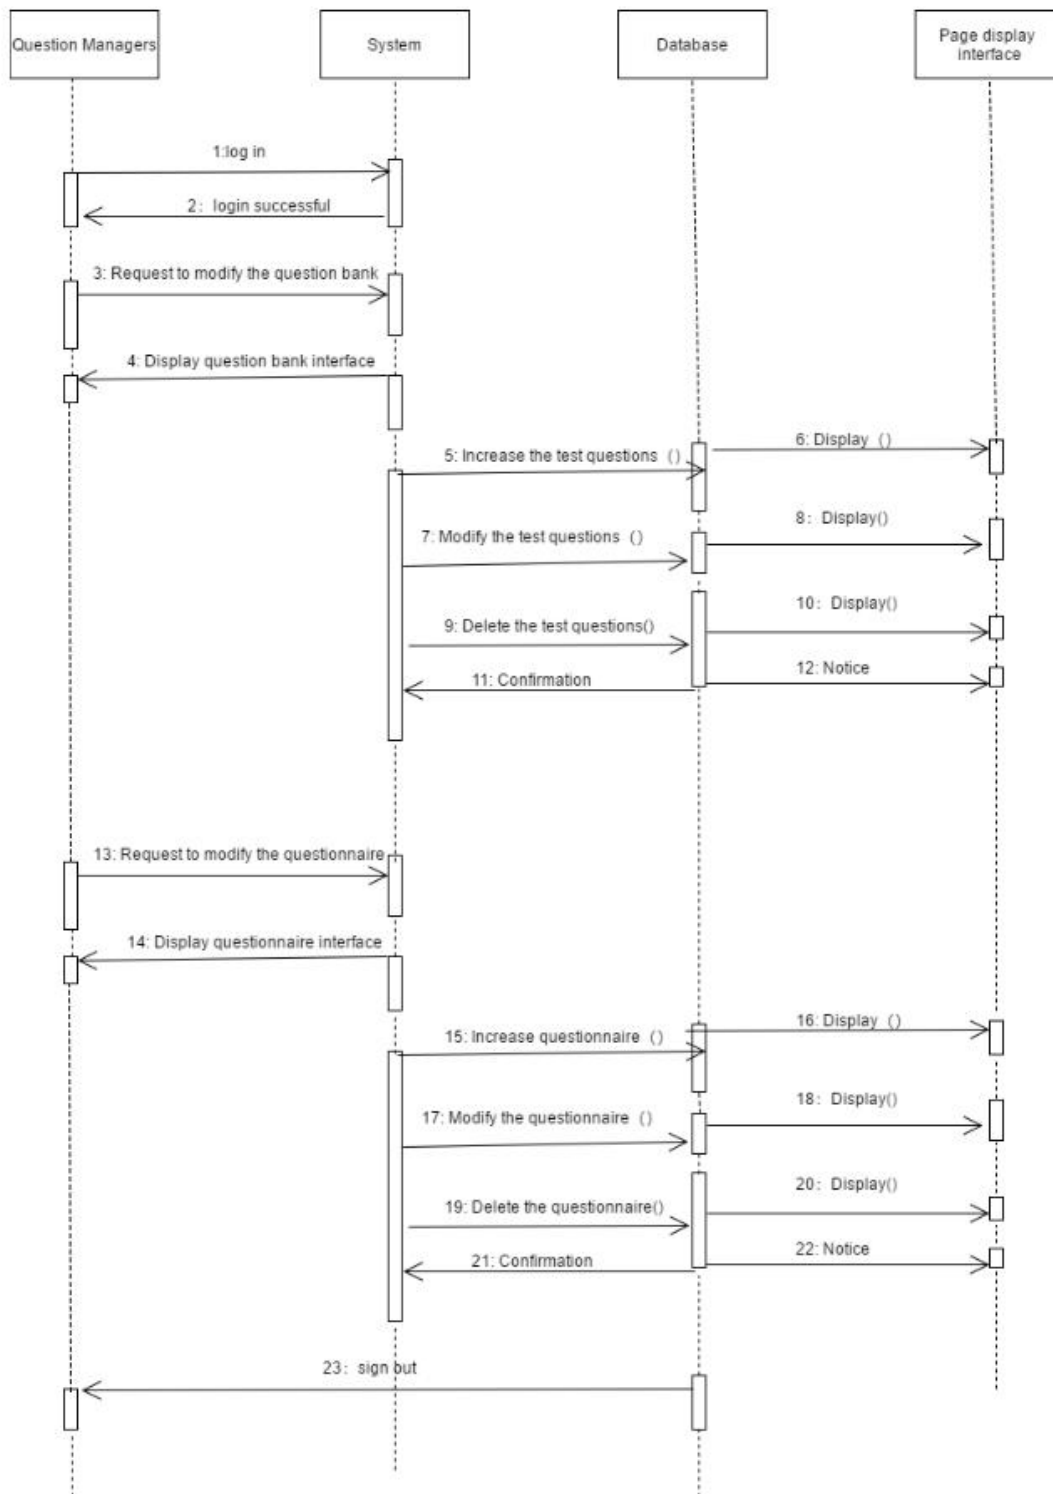 Question Managers
System
Database
Page display
interface
1:log in
2：login successful
3: Request to modify the question bank
4: Display question bank interface
6: Display （）
5: Increase the test questions （）
8：Display()
7: Modify the test questions （）
10：Display()
9: Delete the test questions()
12: Notice
11: Confirmation
13: Request to modify the questionnaire
14: Display questionnaire interface
16: Display （）
15: Increase questionnaire （）
18：Display()
17: Modify the questionnaire （）
20：Display()
19: Delete the questionnaire()
22: Notice
21: Confirmation
23：sign out